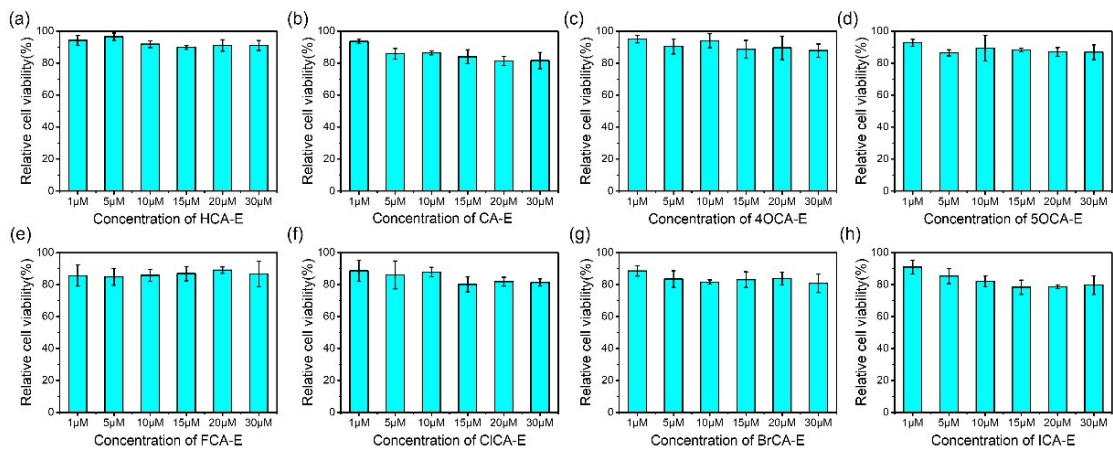 (a)
Relative cell viability(%)
100
80
60
40
20
0
1μM 5μM 10μM 15μM 20μM 30μM
Concentration of HCA-E
(b)
Relative cell viability(%)
100
80
60
40
20
0
1μM 5μM 10μM 15μM 20μM 30μM
Concentration of CA-E
(c)
Relative cell viability(%)
100
80
60
40
20
0
1μM 5μM 10μM 15μM 20μM 30μM
Concentration of 4OCA-E
(d)
Relative cell viability(%)
100
80
60
40
20
0
1μM 5μM 10μM 15μM 20μM 30μM
Concentration of 5OCA-E
(e)
Relative cell viability(%)
100
80
60
40
20
0
1μM 5μM 10μM 15μM 20μM 30μM
Concentration of FCA-E
(f)
Relative cell viability(%)
100
80
60
40
20
0
1μM 5μM 10μM 15μM 20μM 30μM
Concentration of ClCA-E
(g)
Relative cell viability(%)
100
80
60
40
20
0
1μM 5μM 10μM 15μM 20μM 30μM
Concentration of BrCA-E
(h)
Relative cell viability(%)
100
80
60
40
20
0
1μM 5μM 10μM 15μM 20μM 30μM
Concentration of ICA-E